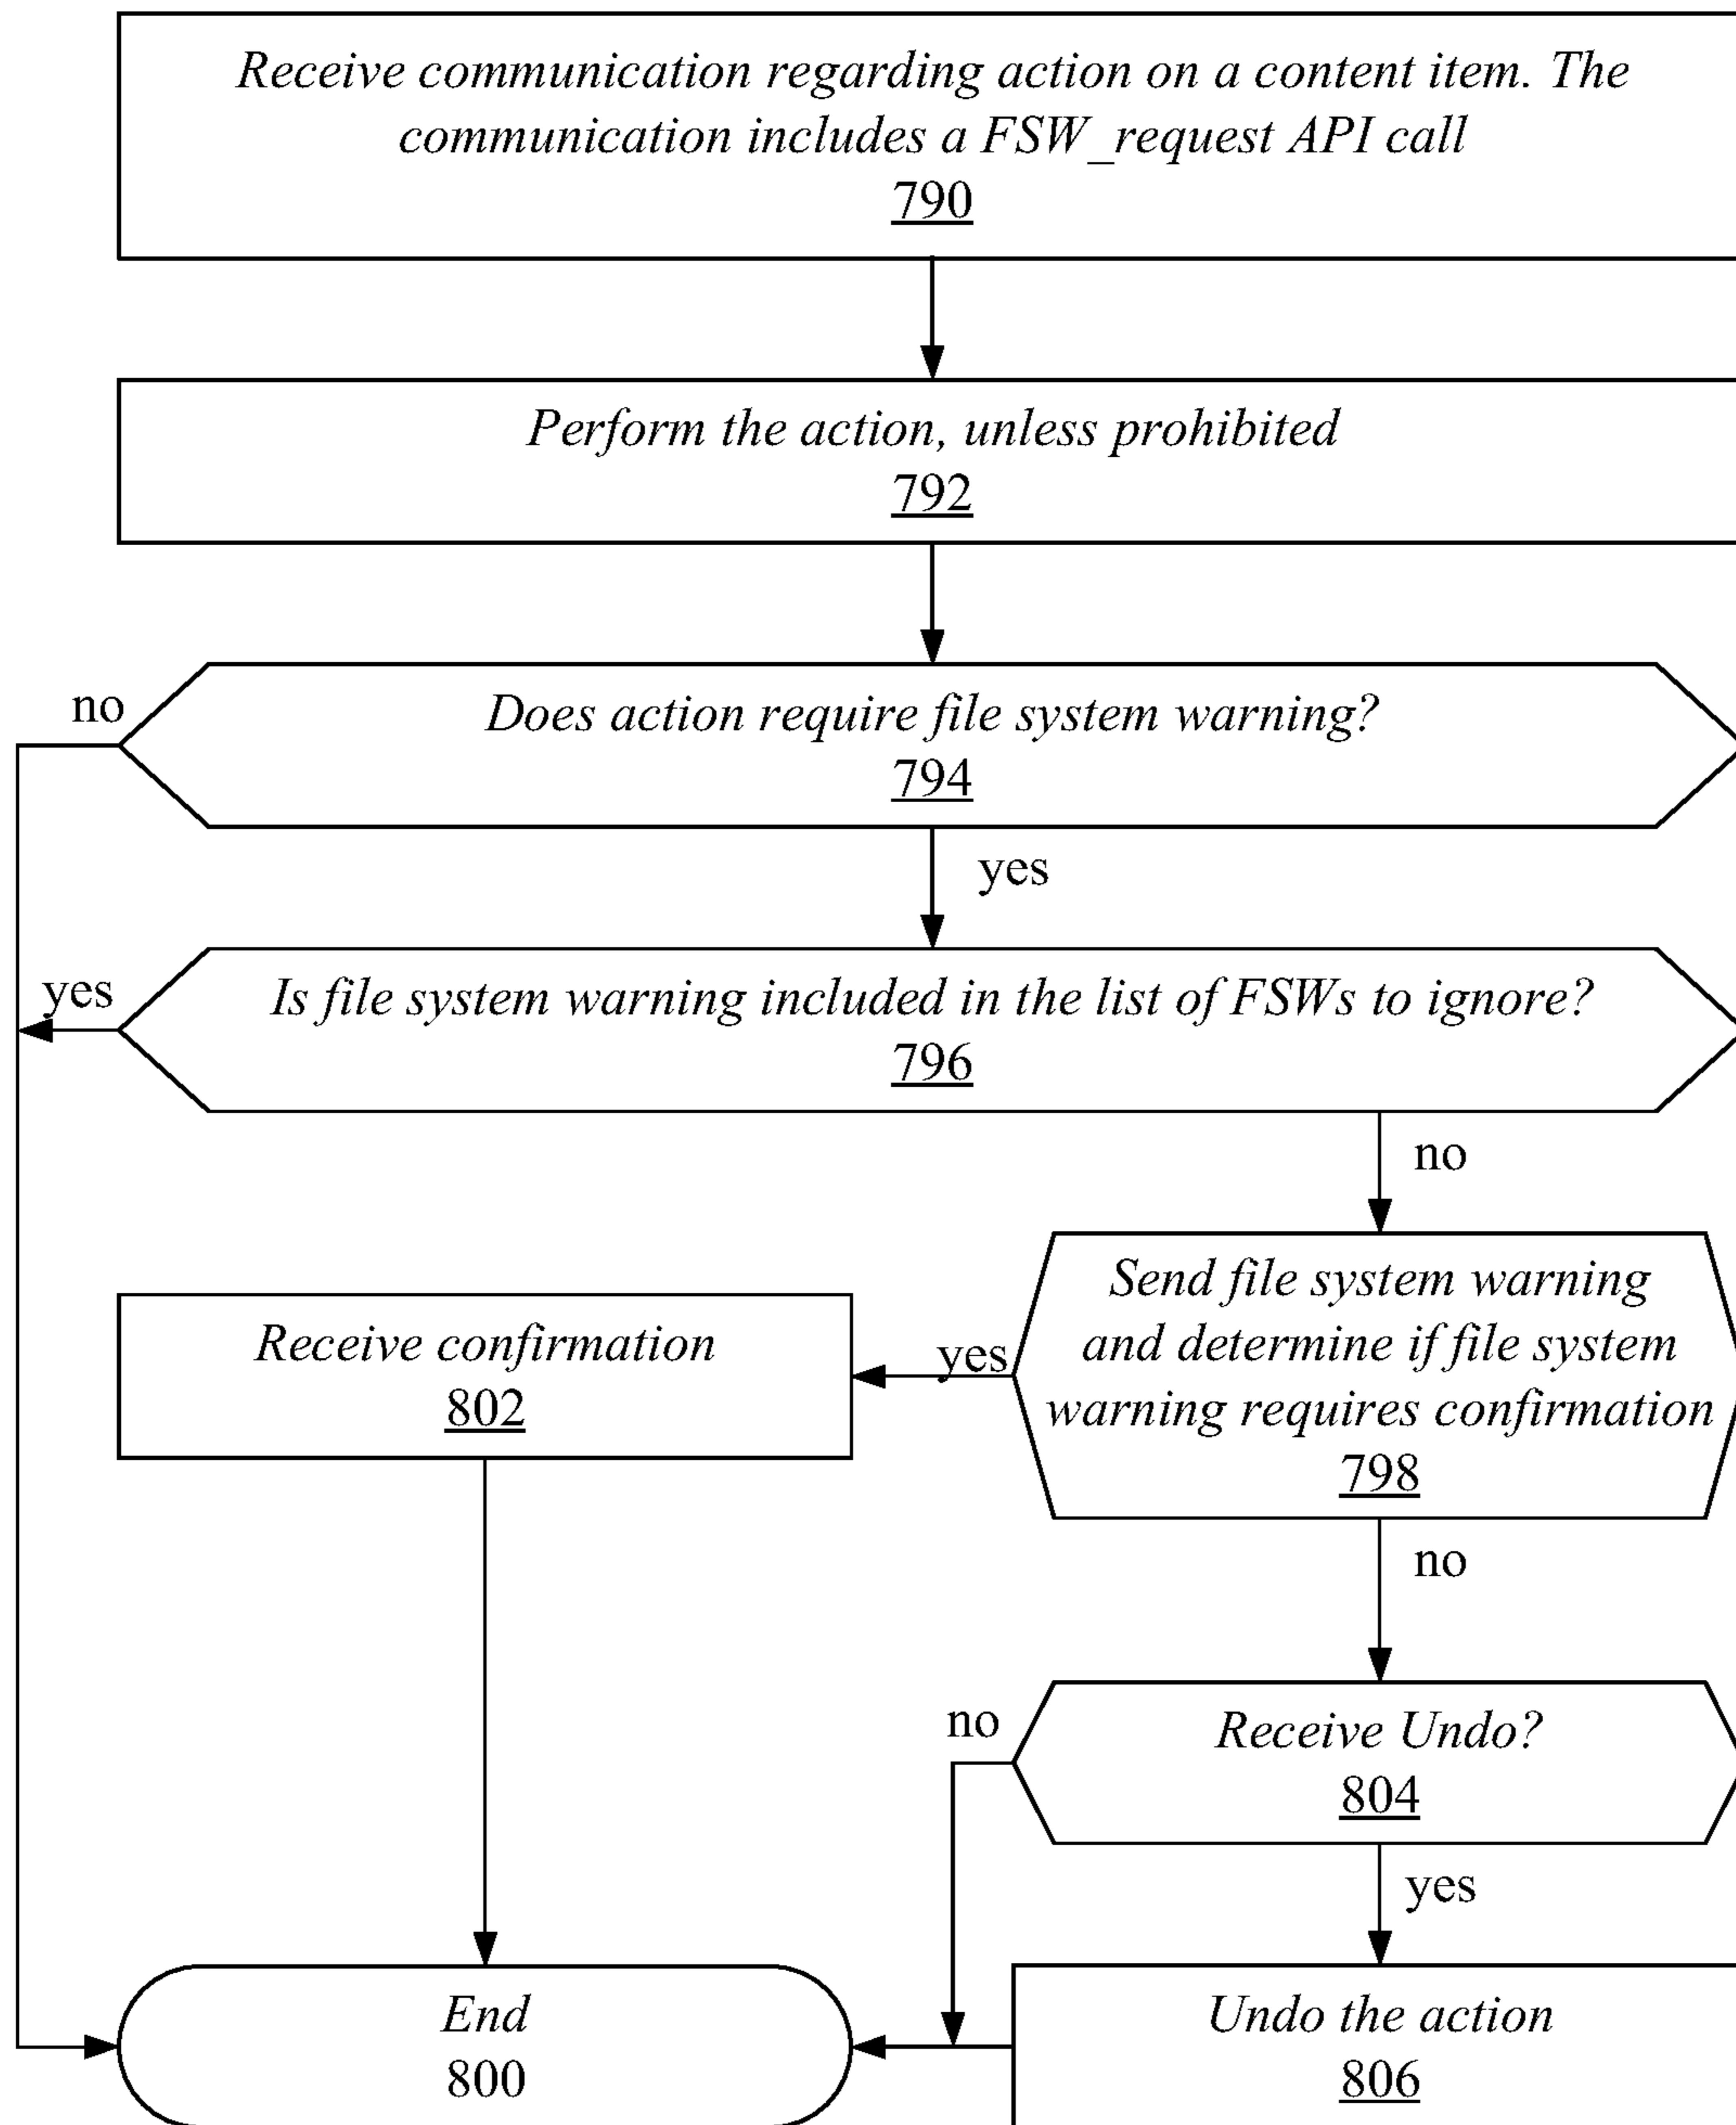 Receive communication regarding action on a content item. The
communication includes a FSW_request API call
790
Perform the action, unless prohibited
792
no
Does action require file system warning?
794
yes
yes
Is file system warning included in the list of FSWs to ignore?
796
no
Send file system warning
and determine if file system
warning requires confirmation
798
yes
Receive confirmation
802
no
no
Receive Undo?
804
yes
End
800
Undo the action
806